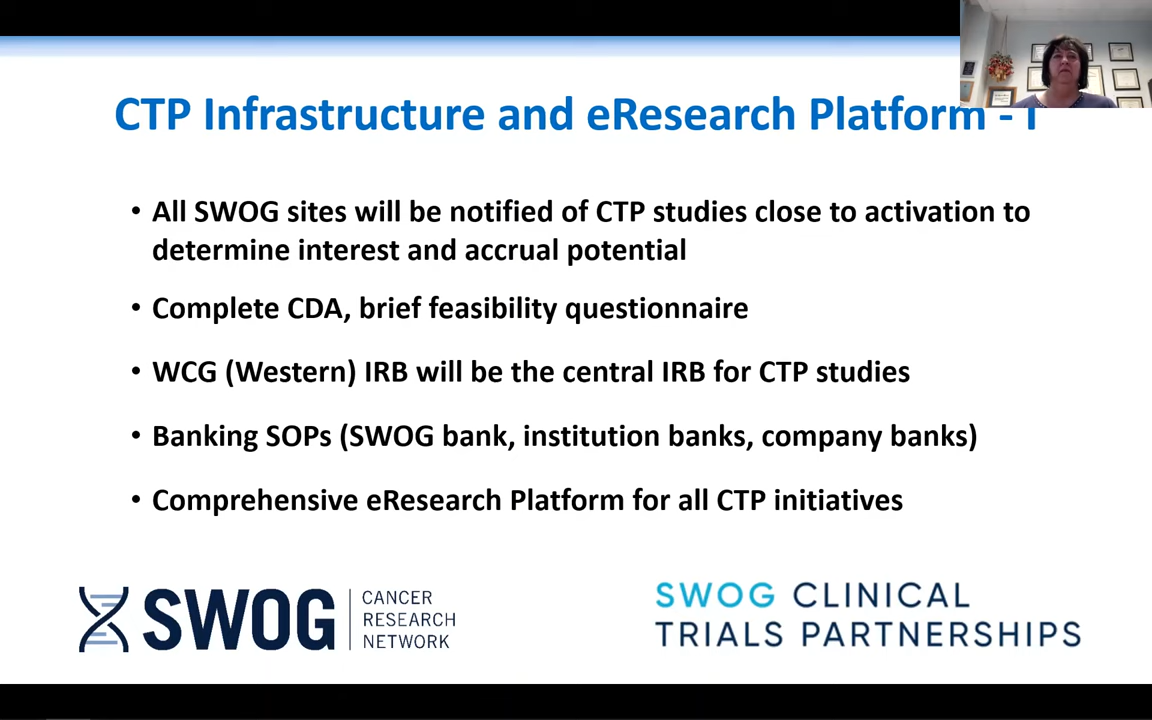 CTP Infrastructure and eResearch Platform - I
• All SWOG sites will be notified of CTP studies close to activation to
determine interest and accrual potential
• Complete CDA, brief feasibility questionnaire
• WCG (Western) IRB will be the central IRB for CTP studies
• Banking SOPs (SWOG bank, institution banks, company banks)
• Comprehensive eResearch Platform for all CTP initiatives
SWOG
CANCER
RESEARCH
NETWORK
SWOG CLINICAL
TRIALS PARTNERSHIPS